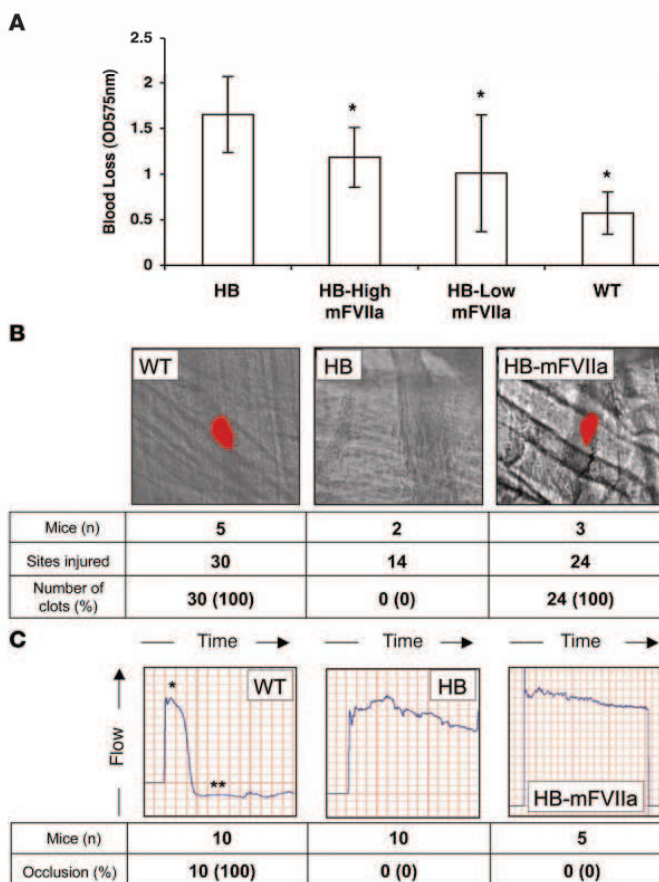 A
2.5
2
1.5
1
0.5
0
Blood Loss (OD575nm)
*
*
*
HB
HB-High
mFVIIa
HB-Low
mFVIIa
WT
B
WT
HB
HB-mFVIIa
Mice (n) 5 2 3
Sites injured 30 14 24
Number of
clots (%) 30 (100) 0 (0) 24 (100)
C
Time Time Time
Flow
*
**
WT
HB
HB-mFVIIa
Mice (n) 10 10 5
Occlusion (%) 10 (100) 0 (0) 0 (0)